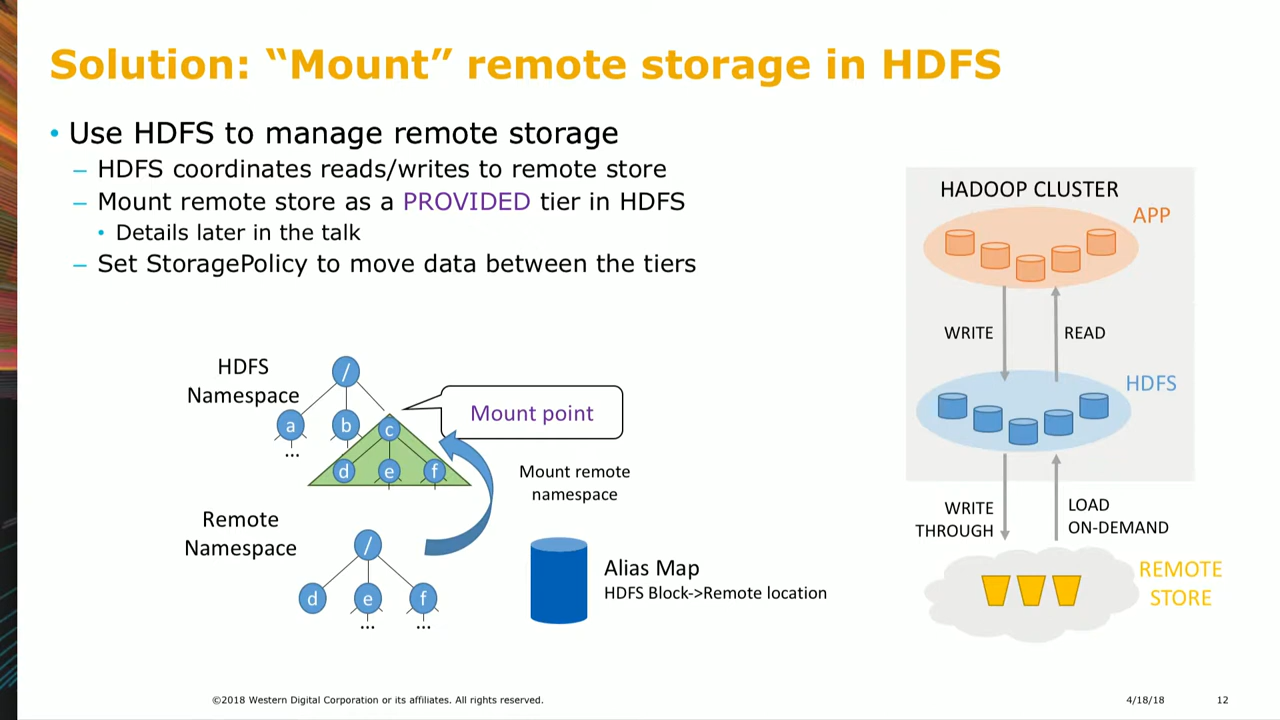 Solution: “Mount” remote storage in HDFS
• Use HDFS to manage remote storage
– HDFS coordinates reads/writes to remote store
– Mount remote store as a PROVIDED tier in HDFS
• Details later in the talk
– Set StoragePolicy to move data between the tiers
HDFS
Namespace
/
a
b
c
...
d
e
f
Mount point
Mount remote
namespace
Remote
Namespace
/
d
e
f
...
...
Alias Map
HDFS Block->Remote location
HADOOP CLUSTER
APP
WRITE
READ
HDFS
WRITE
THROUGH
LOAD
ON-DEMAND
REMOTE
STORE
©2018 Western Digital Corporation or its affiliates. All rights reserved.
4/18/18
12